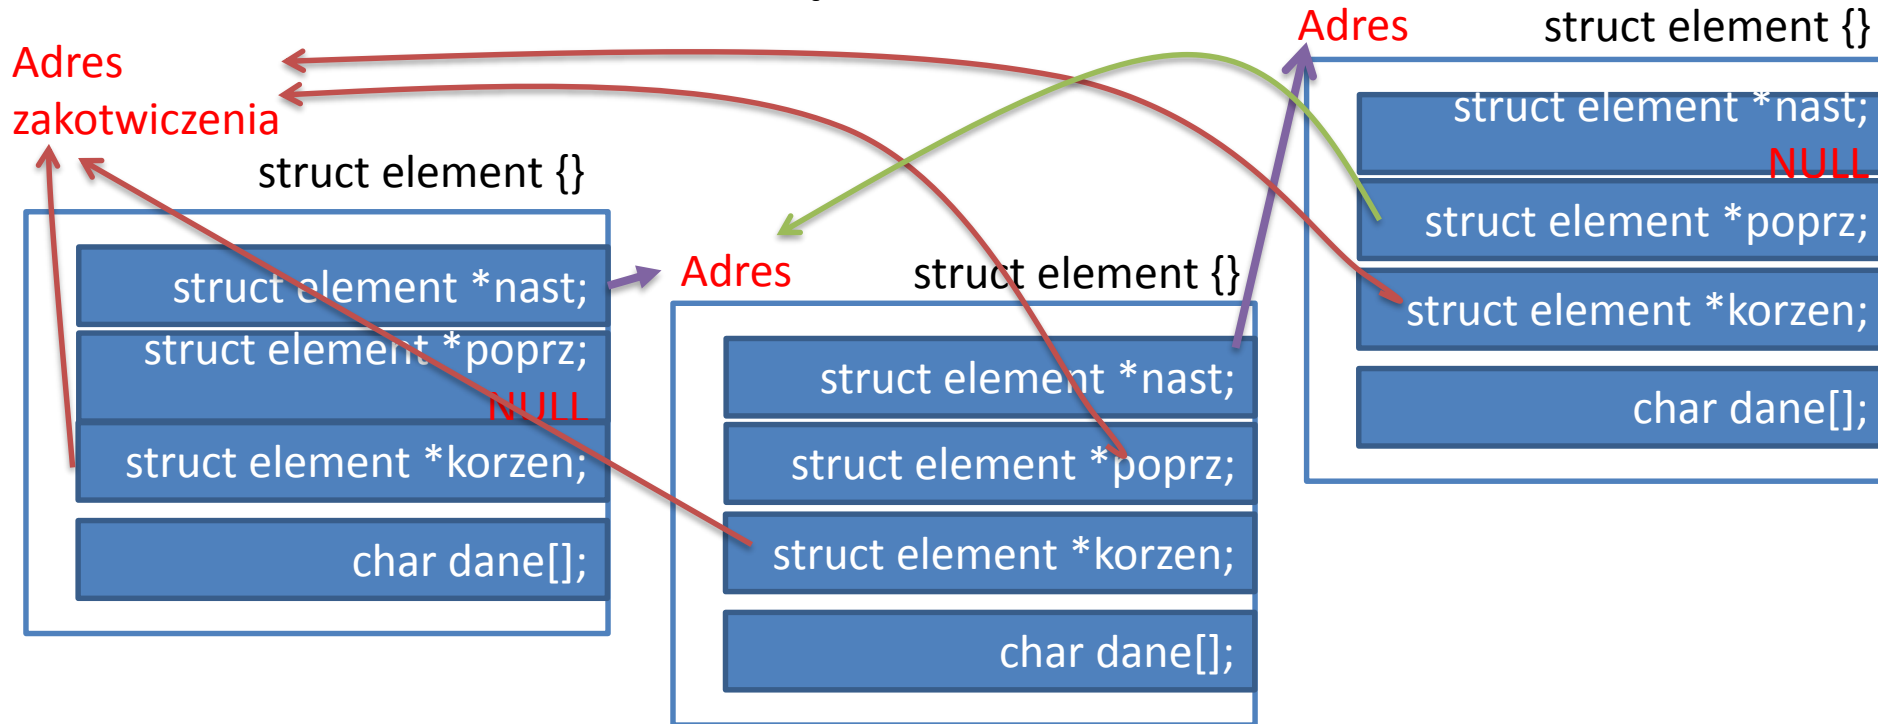 Adres
zakotwiczenia
struct element {}
struct element *nast;
struct element *poprz;
NULL
struct element *korzen;
char dane[];
Adres
struct element {}
struct element *nast;
struct element *poprz;
struct element *korzen;
char dane[];
Adres
struct element {}
struct element *nast;
NULL
struct element *poprz;
struct element *korzen;
char dane[];